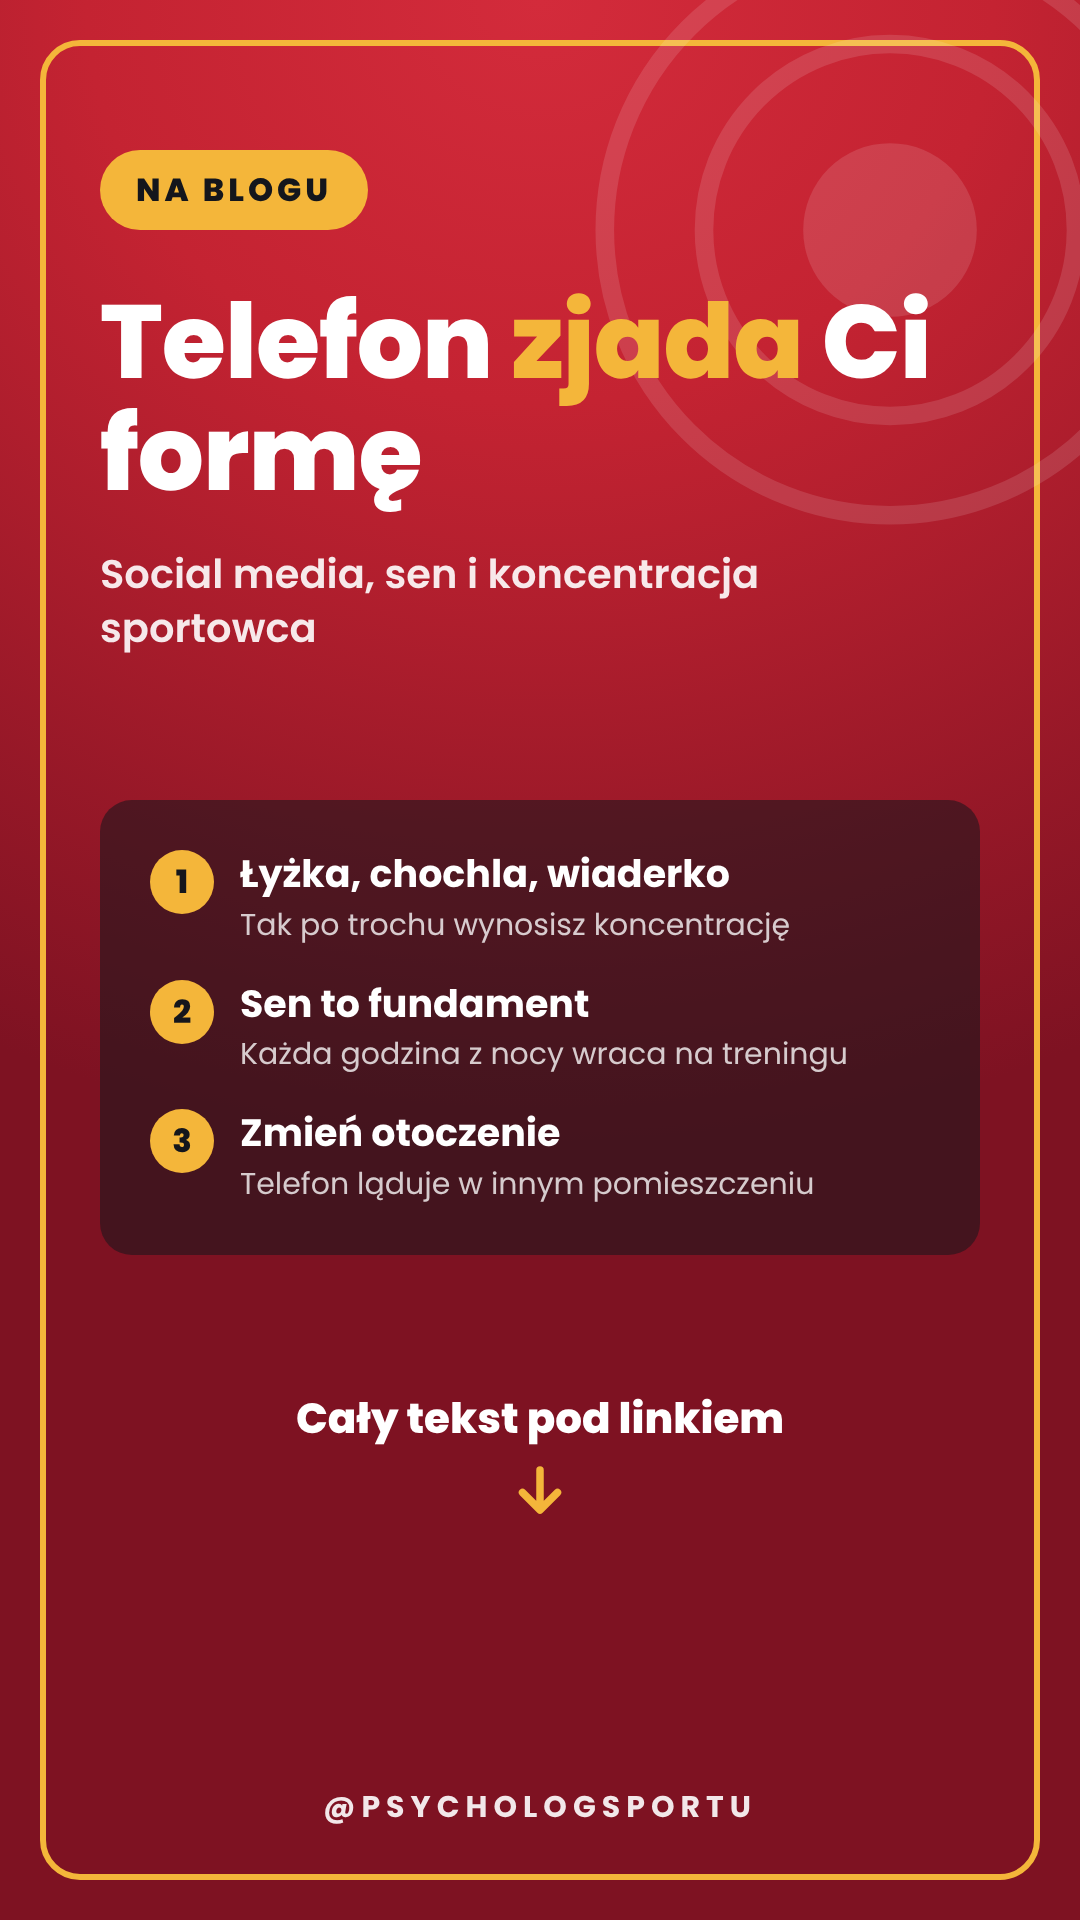 NA BLOGU
Telefon zjada Ci
formę
Social media, sen i koncentracja
sportowca
1
Łyżka, chochla, wiaderko
Tak po trochu wynosisz koncentrację
2
Sen to fundament
Każda godzina z nocy wraca na treningu
3
Zmień otoczenie
Telefon ląduje w innym pomieszczeniu
Cały tekst pod linkiem
@PSYCHOLOGSPORTU